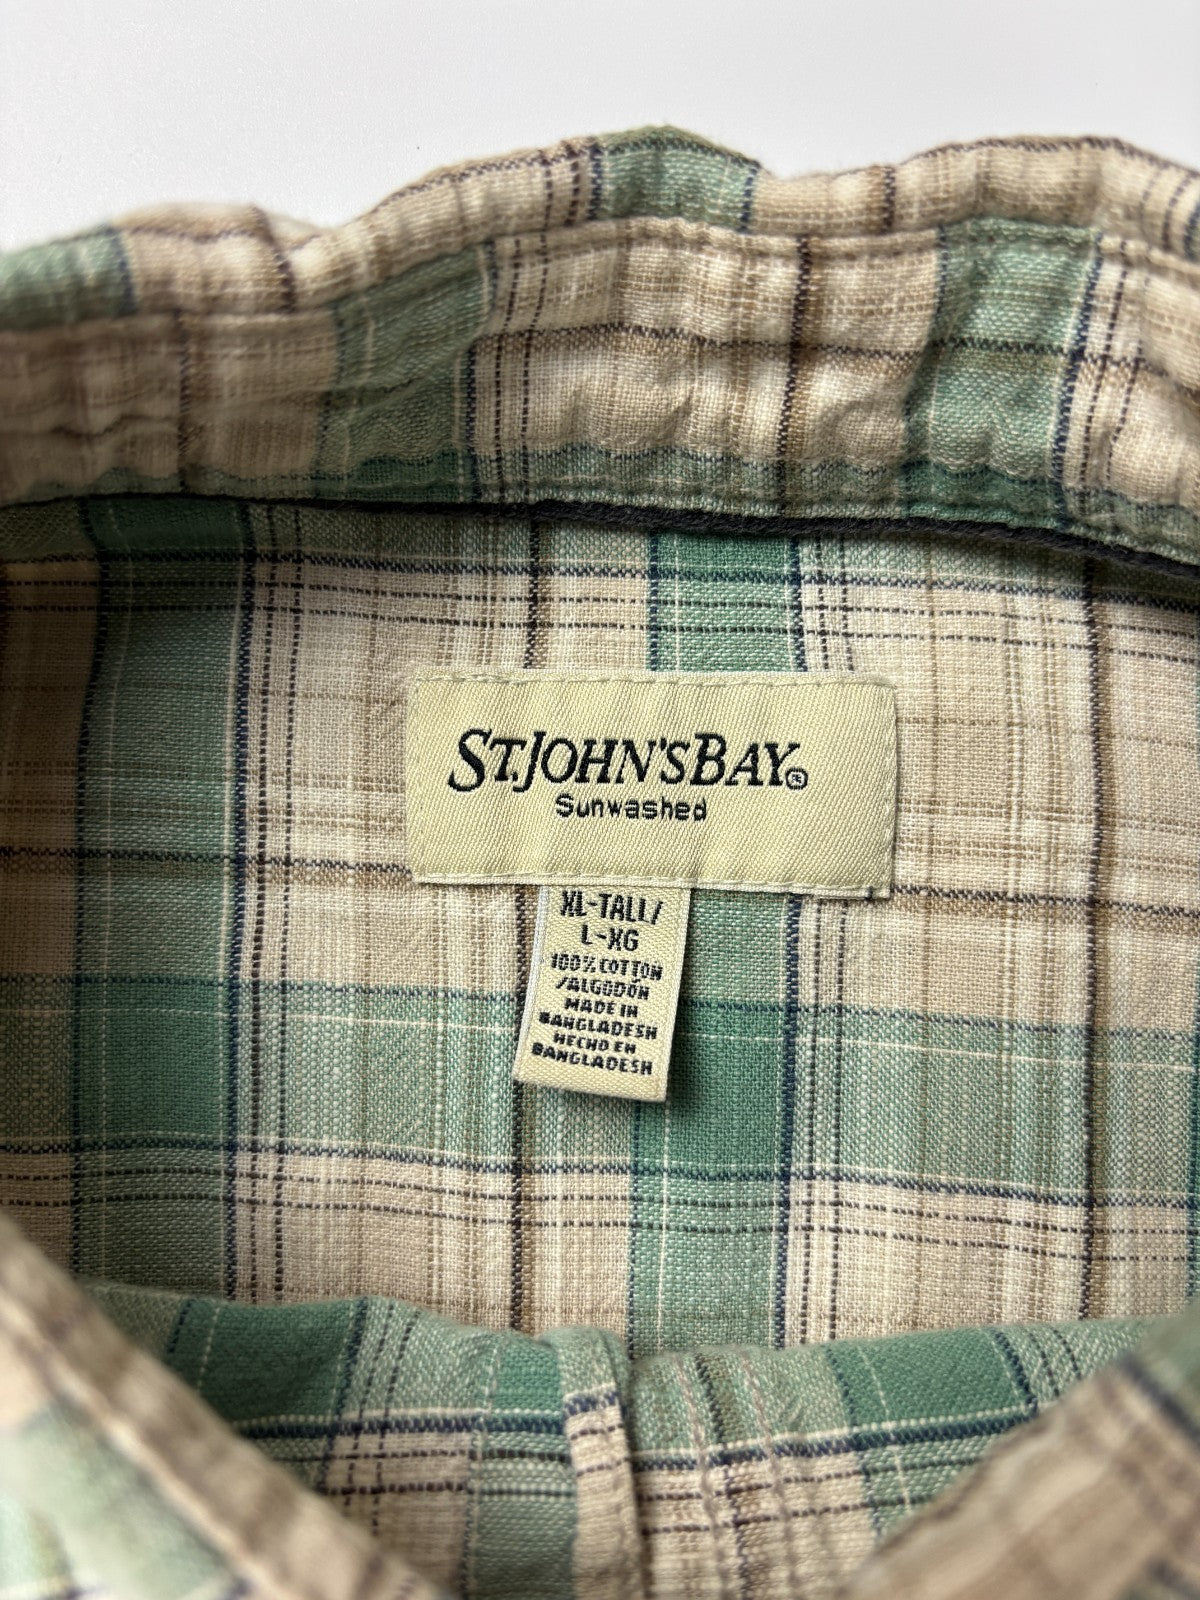 ST. JOHN'S BAY®
Sunwashed
XL-TALL/
L-XG
100% COTTON
/ALGODÓN
MADE IN
BANGLADESH
HECHO EN
BANGLADESH